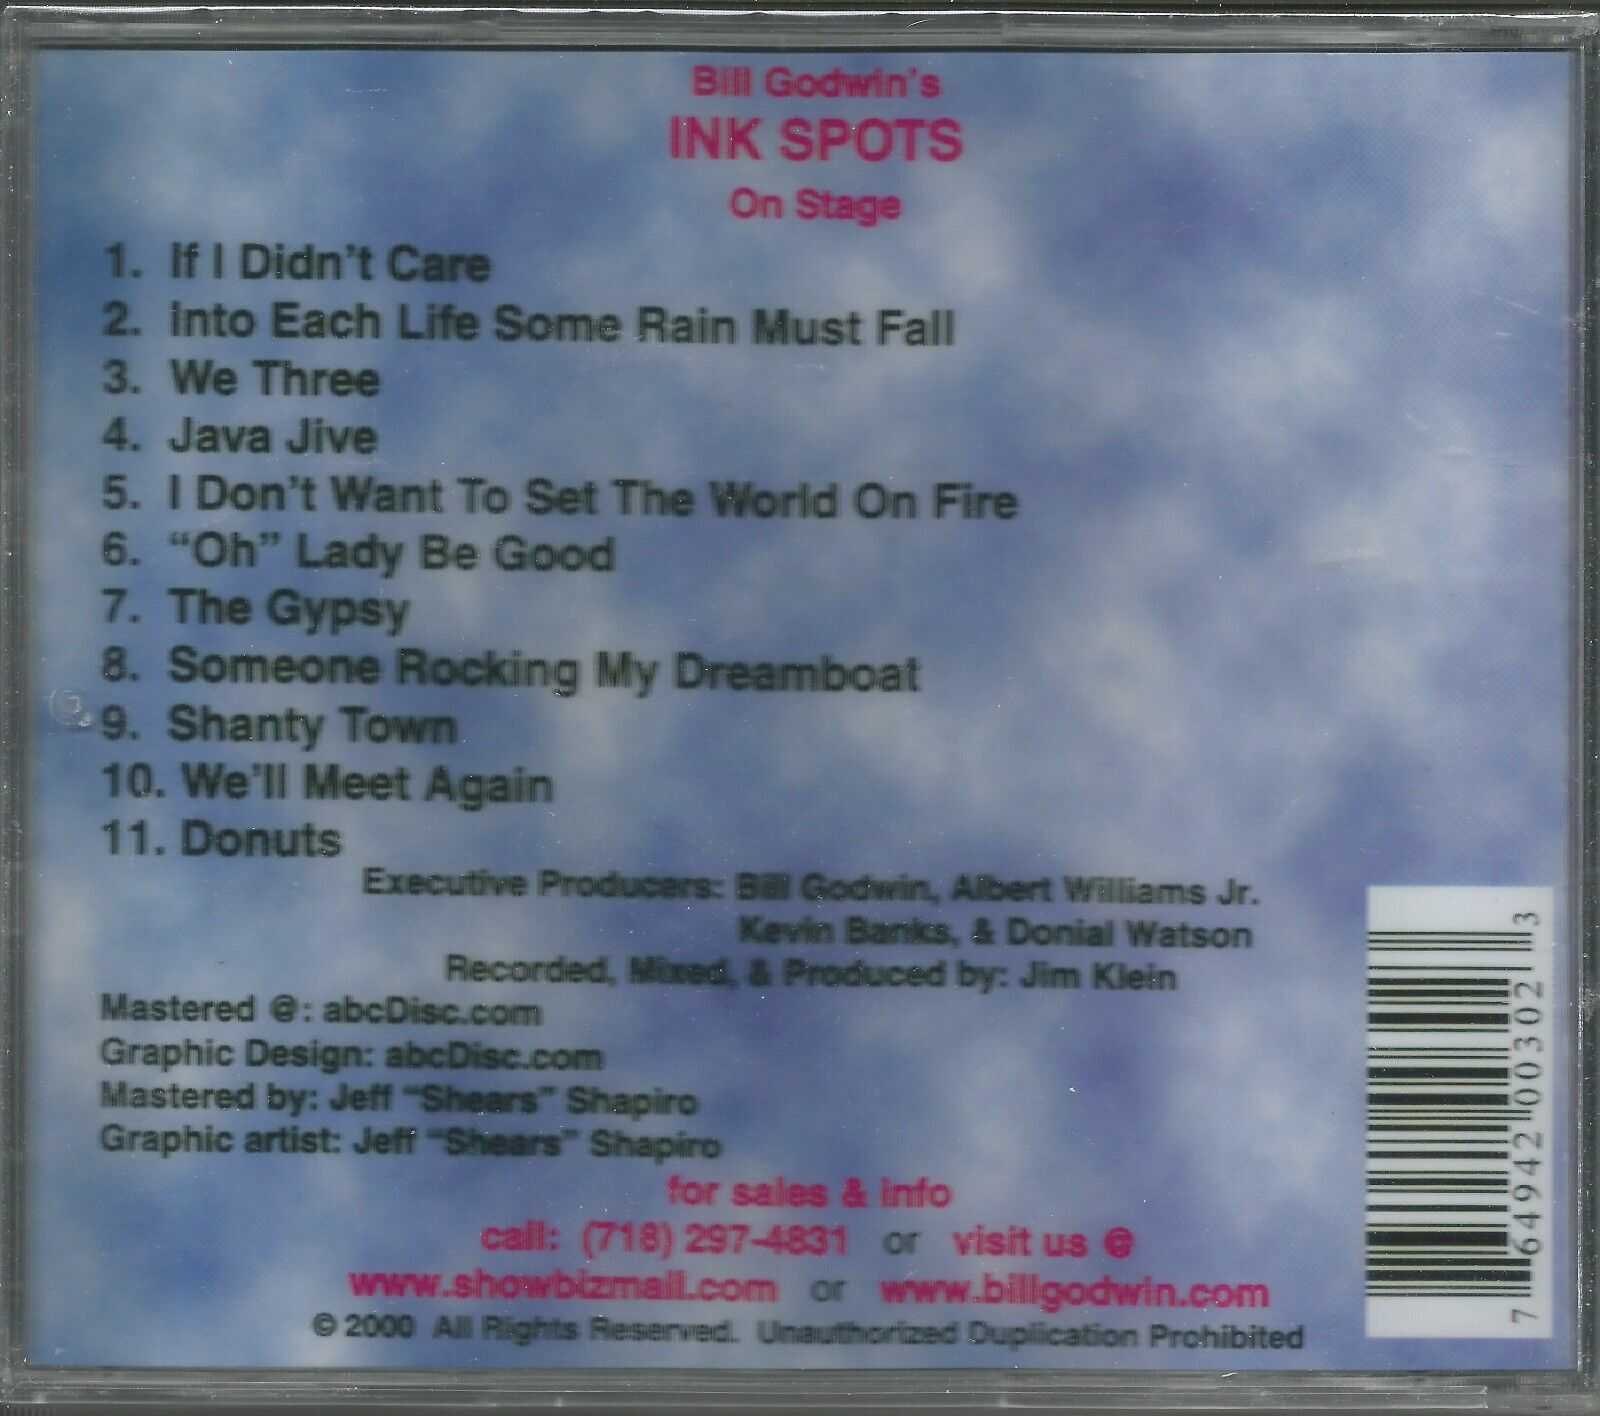 Bill Godwin's
INK SPOTS
On Stage
1. If I Didn't Care
2. Into Each Life Some Rain Must Fall
3. We Three
4. Java Jive
5. I Don't Want To Set The World On Fire
6. “Oh” Lady Be Good
7. The Gypsy
8. Someone Rocking My Dreamboat
9. Shanty Town
10. We'll Meet Again
11. Donuts
Executive Producers: Bill Godwin, Albert Williams Jr.
Kevin Banks, & Donial Watson
Recorded, Mixed, & Produced by: Jim Klein
Mastered @: abcDisc.com
Graphic Design: abcDisc.com
Mastered by: Jeff “Shears” Shapiro
Graphic artist: Jeff “Shears” Shapiro
for sales & info
call: (718) 297-4831 or visit us @
www.showbizmall.com or www.billgodwin.com
© 2000 All Rights Reserved. Unauthorized Duplication Prohibited
7 64942 00302 3